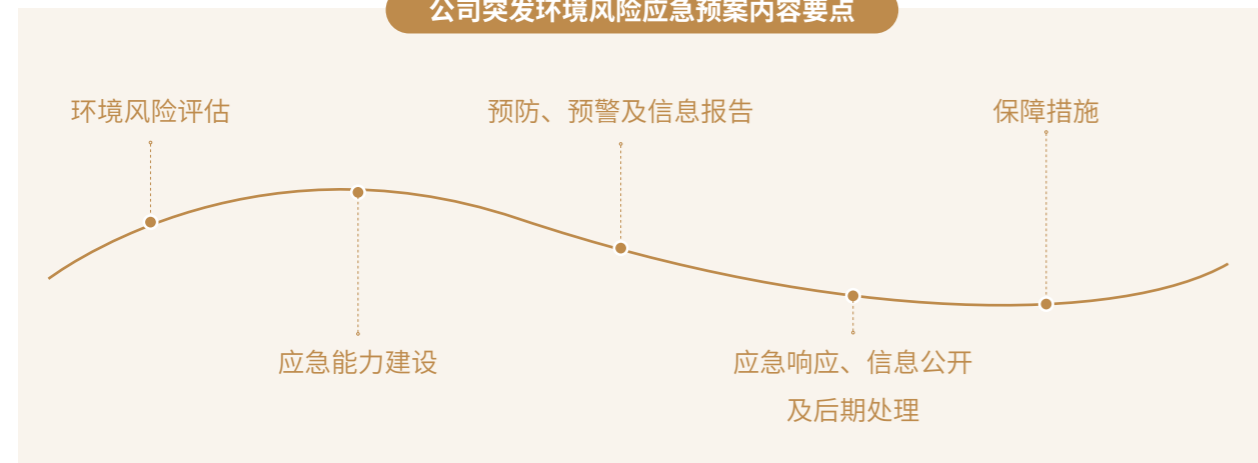 公司突发环境风险应急预案内容要点
环境风险评估
预防、预警及信息报告
保障措施
应急能力建设
应急响应、信息公开
及后期处理